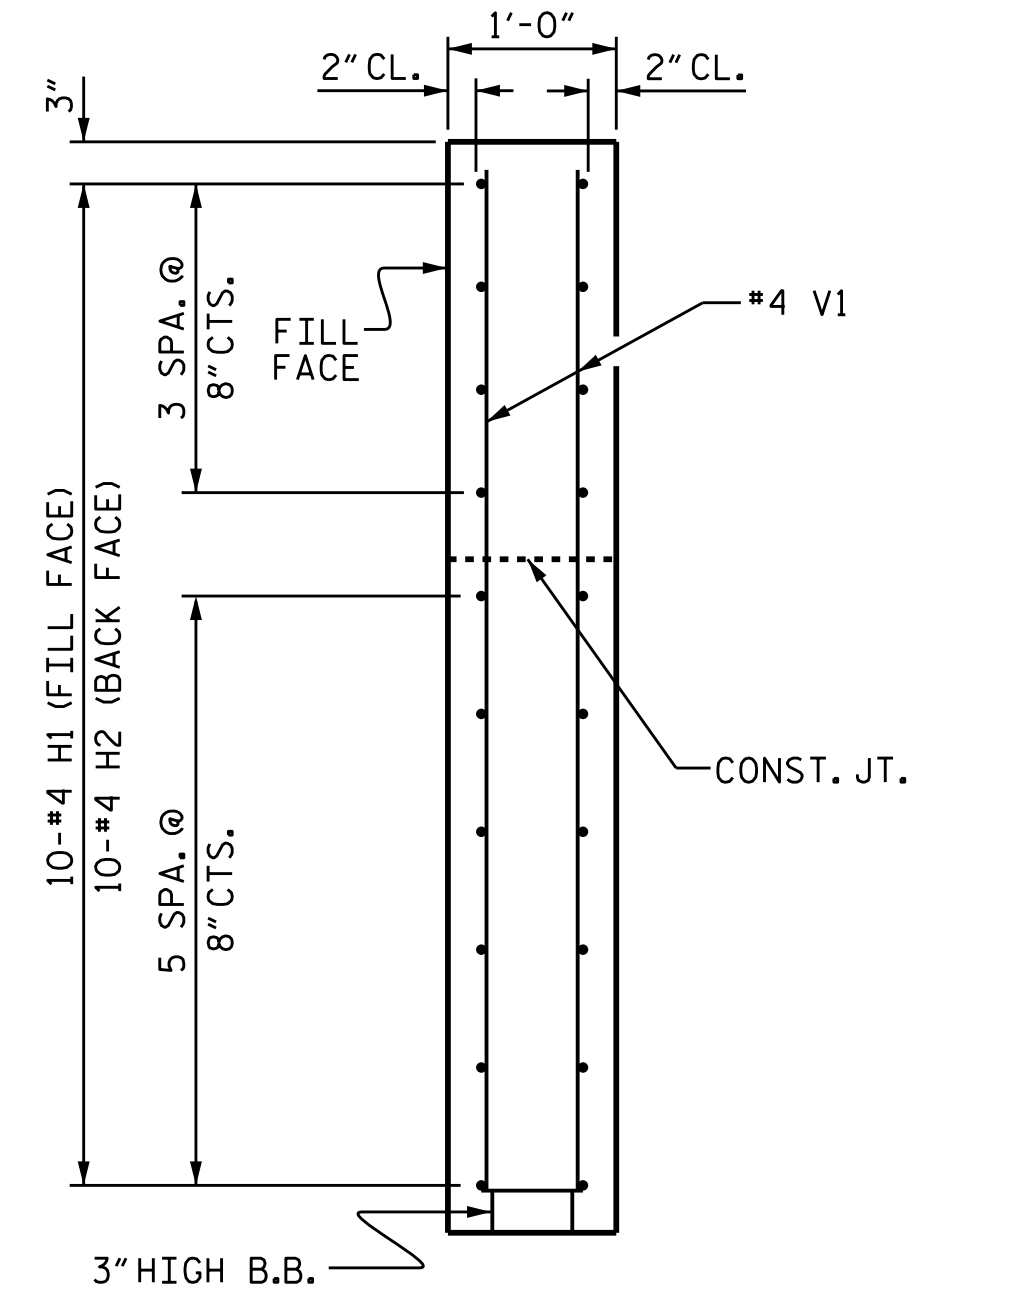 1'-0"
2" CL.
2" CL.
3"
3 SPA. @
8" CTS.
FILL
FACE
#4 V1
10-#4 H1 (FILL FACE)
10-#4 H2 (BACK FACE)
CONST. JT.
5 SPA. @
8" CTS.
3" HIGH B.B.